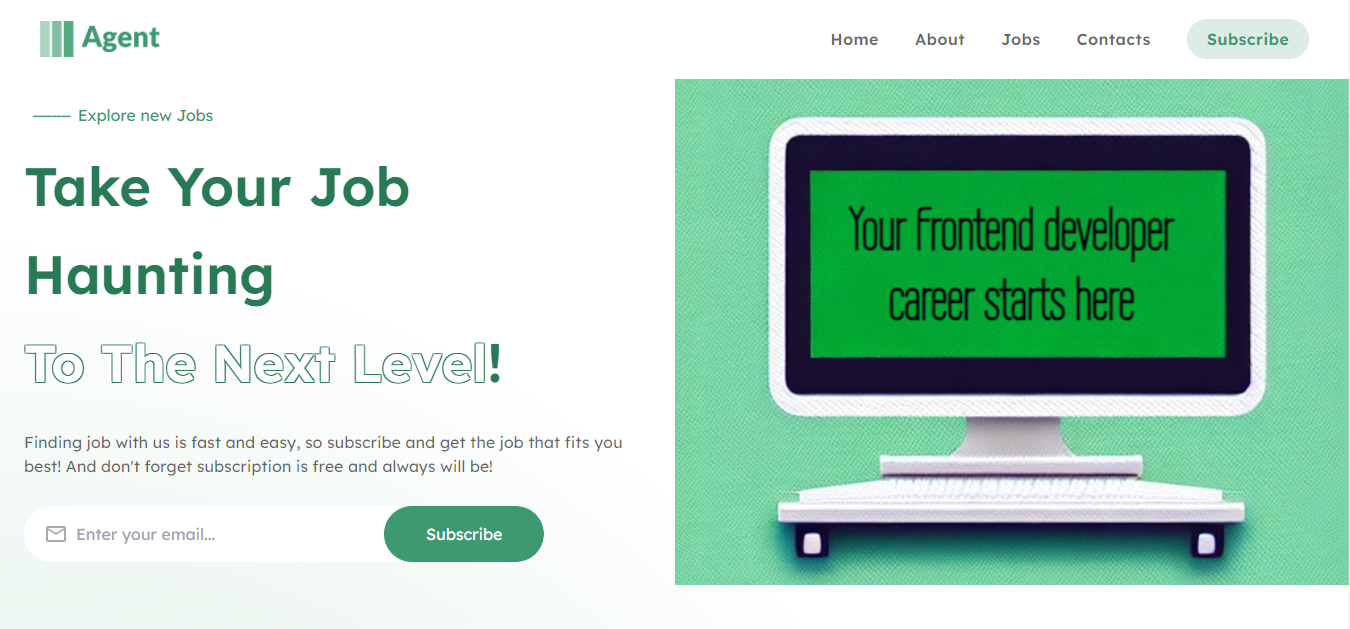 Agent
Home About Jobs Contacts Subscribe
Explore new Jobs
Take Your Job
Haunting
To The Next Level!
Finding job with us is fast and easy, so subscribe and get the job that fits you
best! And don't forget subscription is free and always will be!
Enter your email...
Subscribe
Your frontend developer
career starts here